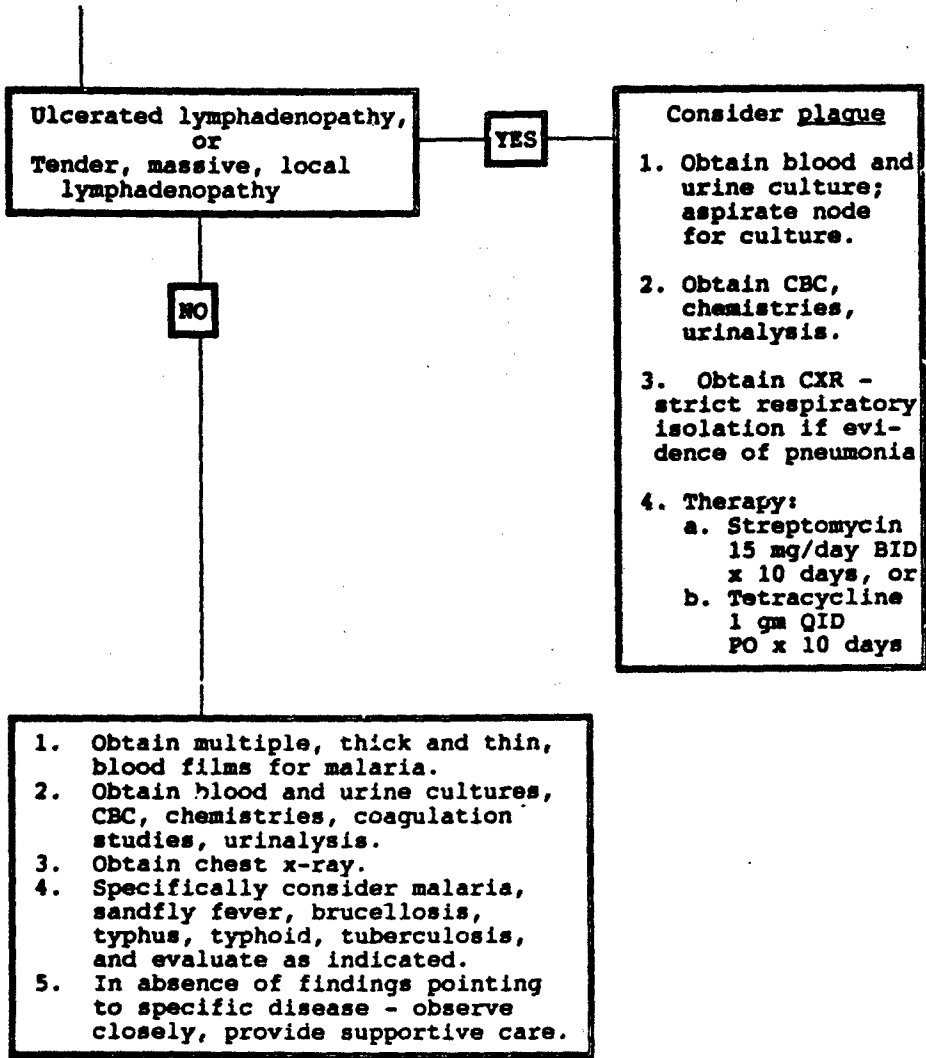 Ulcerated lymphadenopathy,
or
Tender, massive, local
lymphadenopathy
YES
Consider plague
1. Obtain blood and
urine culture;
aspirate node
for culture.
2. Obtain CBC,
chemistries,
urinalysis.
3. Obtain CXR -
strict respiratory
isolation if evi-
dence of pneumonia
4. Therapy:
a. Streptomycin
15 mg/day BID
x 10 days, or
b. Tetracycline
1 gm QID
PO x 10 days
NO
1. Obtain multiple, thick and thin,
blood films for malaria.
2. Obtain blood and urine cultures,
CBC, chemistries, coagulation
studies, urinalysis.
3. Obtain chest x-ray.
4. Specifically consider malaria,
sandfly fever, brucellosis,
typhus, typhoid, tuberculosis,
and evaluate as indicated.
5. In absence of findings pointing
to specific disease - observe
closely, provide supportive care.